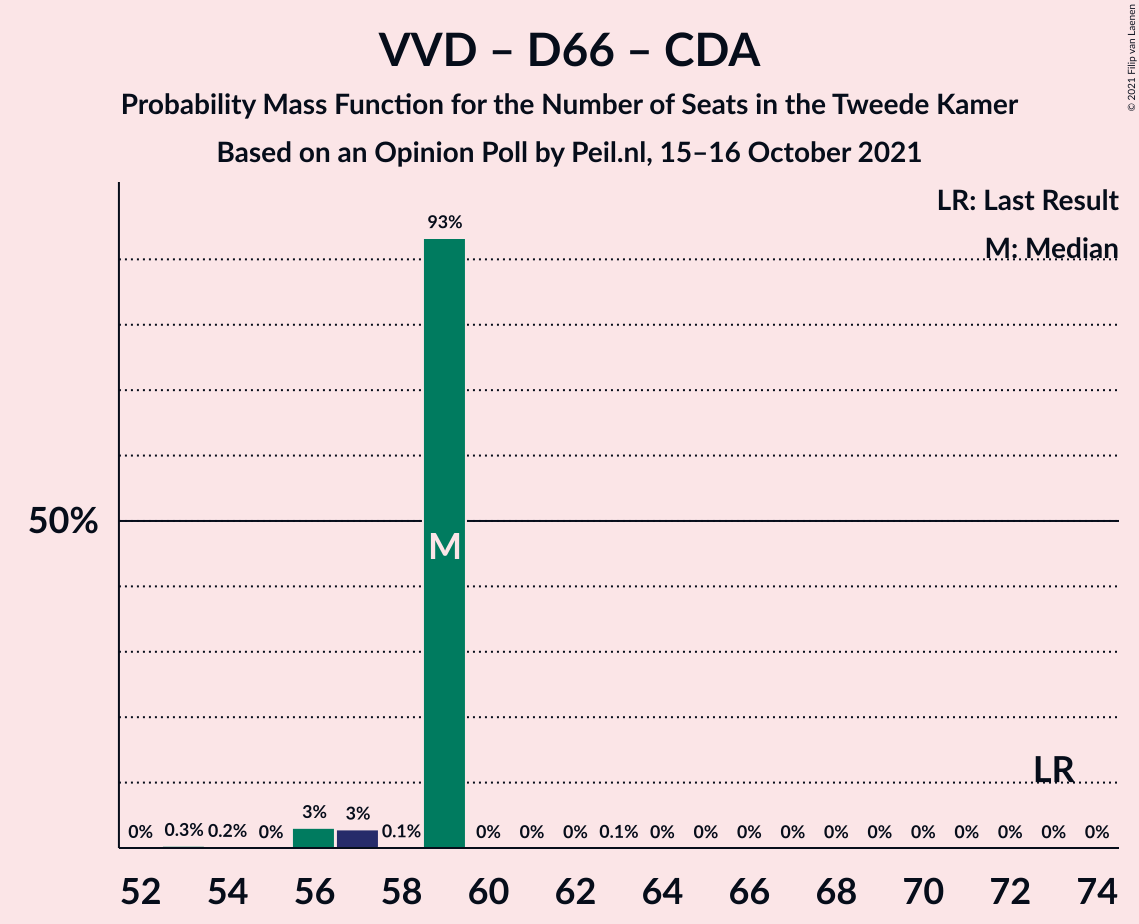 VVD – D66 – CDA
Probability Mass Function for the Number of Seats in the Tweede Kamer
Based on an Opinion Poll by Peil.nl, 15–16 October 2021
© 2021 Filip van Laenen
LR: Last Result
M: Median
93%
50%
M
LR
0% 0.3% 0.2% 0% 3% 3% 0.1% 0% 0% 0% 0.1% 0% 0% 0% 0% 0% 0% 0% 0% 0% 0% 0%
52 54 56 58 60 62 64 66 68 70 72 74